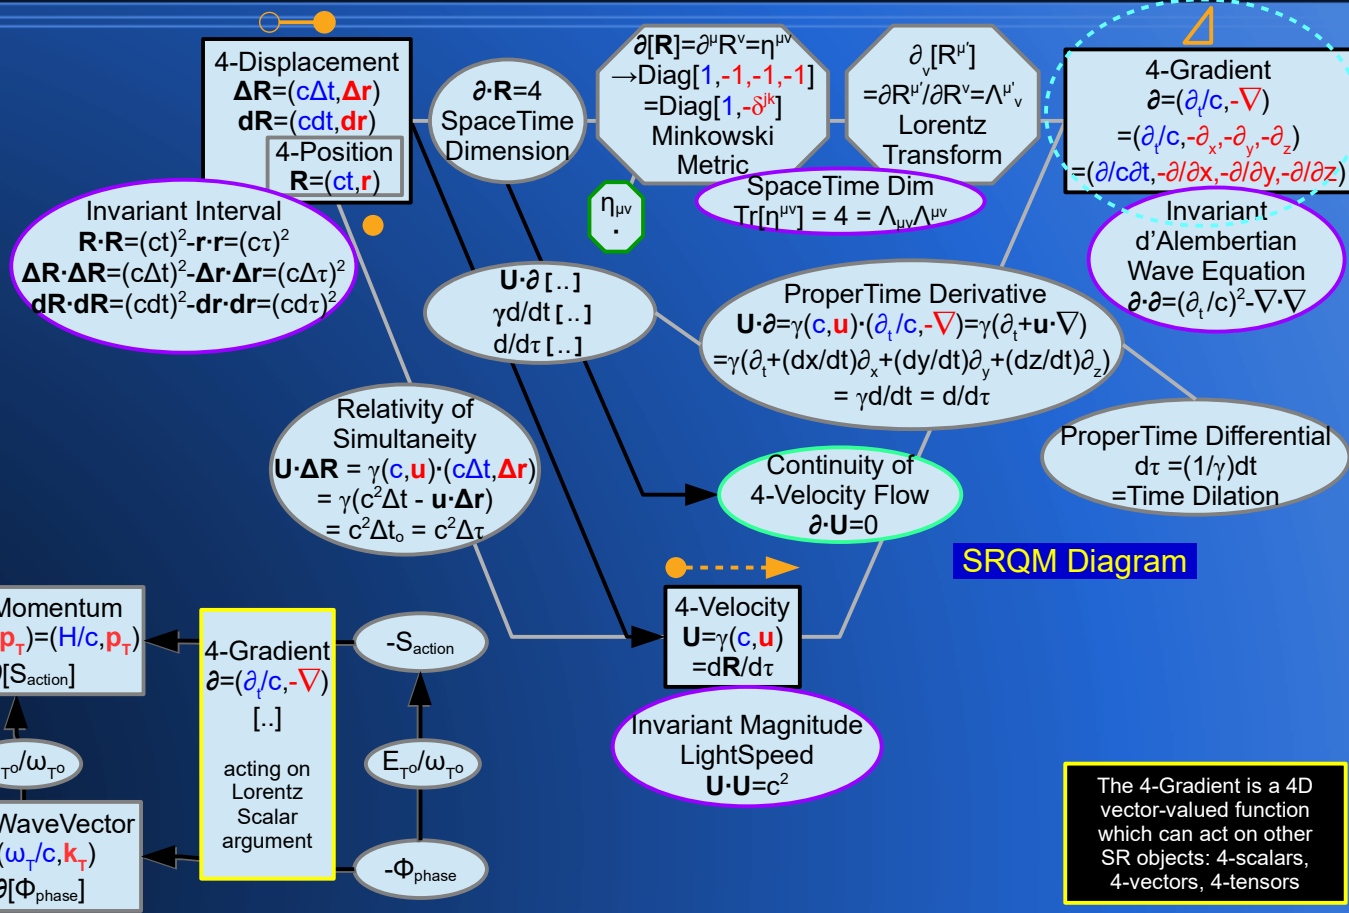 4-Displacement
ΔR=(cΔt,Δr)
dR=(cdt,dr)
4-Position
R=(ct,r)
Invariant Interval
R·R=(ct)²-r·r=(cτ)²
ΔR·ΔR=(cΔt)²-Δr·Δr=(cΔτ)²
dR·dR=(cdt)²-dr·dr=(cdτ)²
∂·R=4
SpaceTime
Dimension
∂[R]=∂^μR^ν=η^μν
→Diag[1,-1,-1,-1]
=Diag[1,-δ^jk]
Minkowski
Metric
∂_ν[R^μ']
=∂R^μ'/∂R^ν=Λ^μ'_ν
Lorentz
Transform
4-Gradient
∂=(∂_t/c,-∇)
=(∂_t/c,-∂_x,-∂_y,-∂_z)
=(∂/c∂t,-∂/∂x,-∂/∂y,-∂/∂z)
η_μν
·
SpaceTime Dim
Tr[η^μν] = 4 = Λ_μνΛ^μν
Invariant
d'Alembertian
Wave Equation
∂·∂=(∂_t/c)²-∇·∇
U·∂[..]
γd/dt[..]
d/dτ[..]
ProperTime Derivative
U·∂=γ(c,u)·(∂_t/c,-∇)=γ(∂_t+u·∇)
=γ(∂_t+(dx/dt)∂_x+(dy/dt)∂_y+(dz/dt)∂_z)
= γd/dt = d/dτ
ProperTime Differential
dτ =(1/γ)dt
=Time Dilation
Relativity of
Simultaneity
U·ΔR = γ(c,u)·(cΔt,Δr)
= γ(c²Δt - u·Δr)
= c²Δt_o = c²Δτ
Continuity of
4-Velocity Flow
∂·U=0
SRQM Diagram
4-Velocity
U=γ(c,u)
=dR/dτ
Invariant Magnitude
LightSpeed
U·U=c²
Momentum
p_T)=(H/c,p_T)
∂[S_action]
_To/ω_To
WaveVector
(ω_T/c,k_T)
∂[Φ_phase]
4-Gradient
∂=(∂_t/c,-∇)
[..]
acting on
Lorentz
Scalar
argument
-S_action
E_To/ω_To
-Φ_phase
The 4-Gradient is a 4D
vector-valued function
which can act on other
SR objects: 4-scalars,
4-vectors, 4-tensors